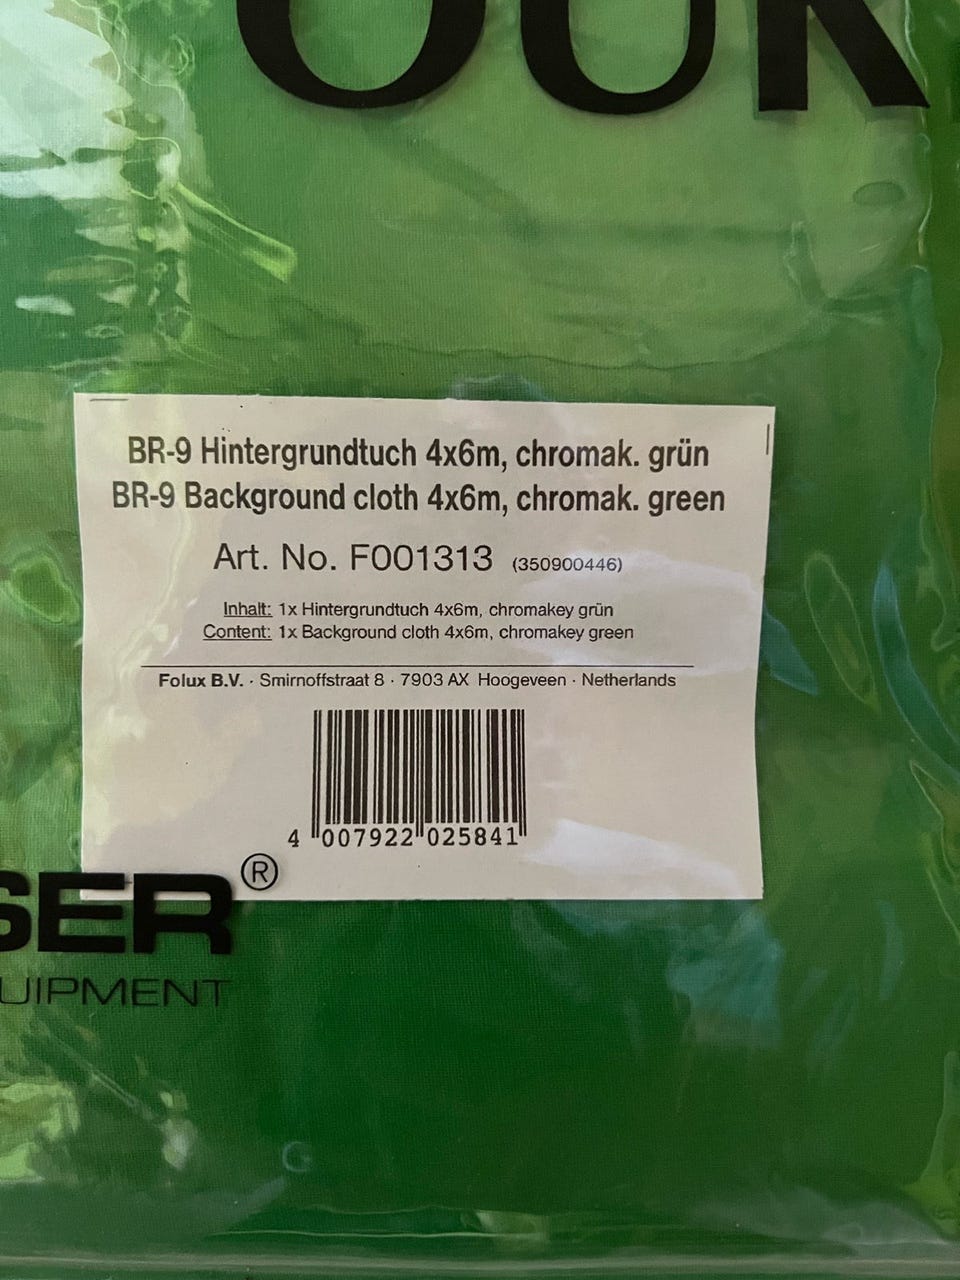 BR-9 Hintergrundtuch 4x6m, chromak. grün
BR-9 Background cloth 4x6m, chromak. green
Art. No. F001313 (350900446)
Inhalt: 1x Hintergrundtuch 4x6m, chromakey grün
Content: 1x Background cloth 4x6m, chromakey green
Folux B.V. · Smirnoffstraat 8 · 7903 AX Hoogeveen · Netherlands
4 007922 025841
SER®
UIPMENT